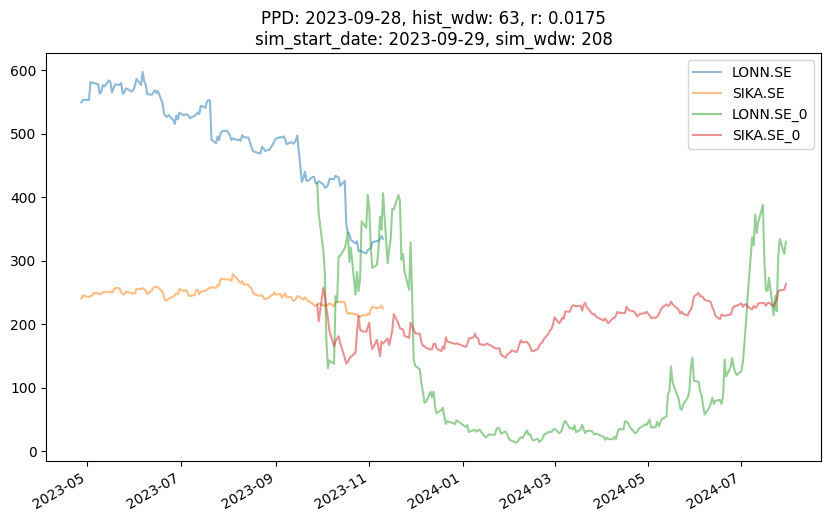 PPD: 2023-09-28, hist_wdw: 63, r: 0.0175
sim_start_date: 2023-09-29, sim_wdw: 208
LONN.SE
SIKA.SE
LONN.SE_0
SIKA.SE_0
600
500
400
300
200
100
0
2023-05
2023-07
2023-09
2023-11
2024-01
2024-03
2024-05
2024-07